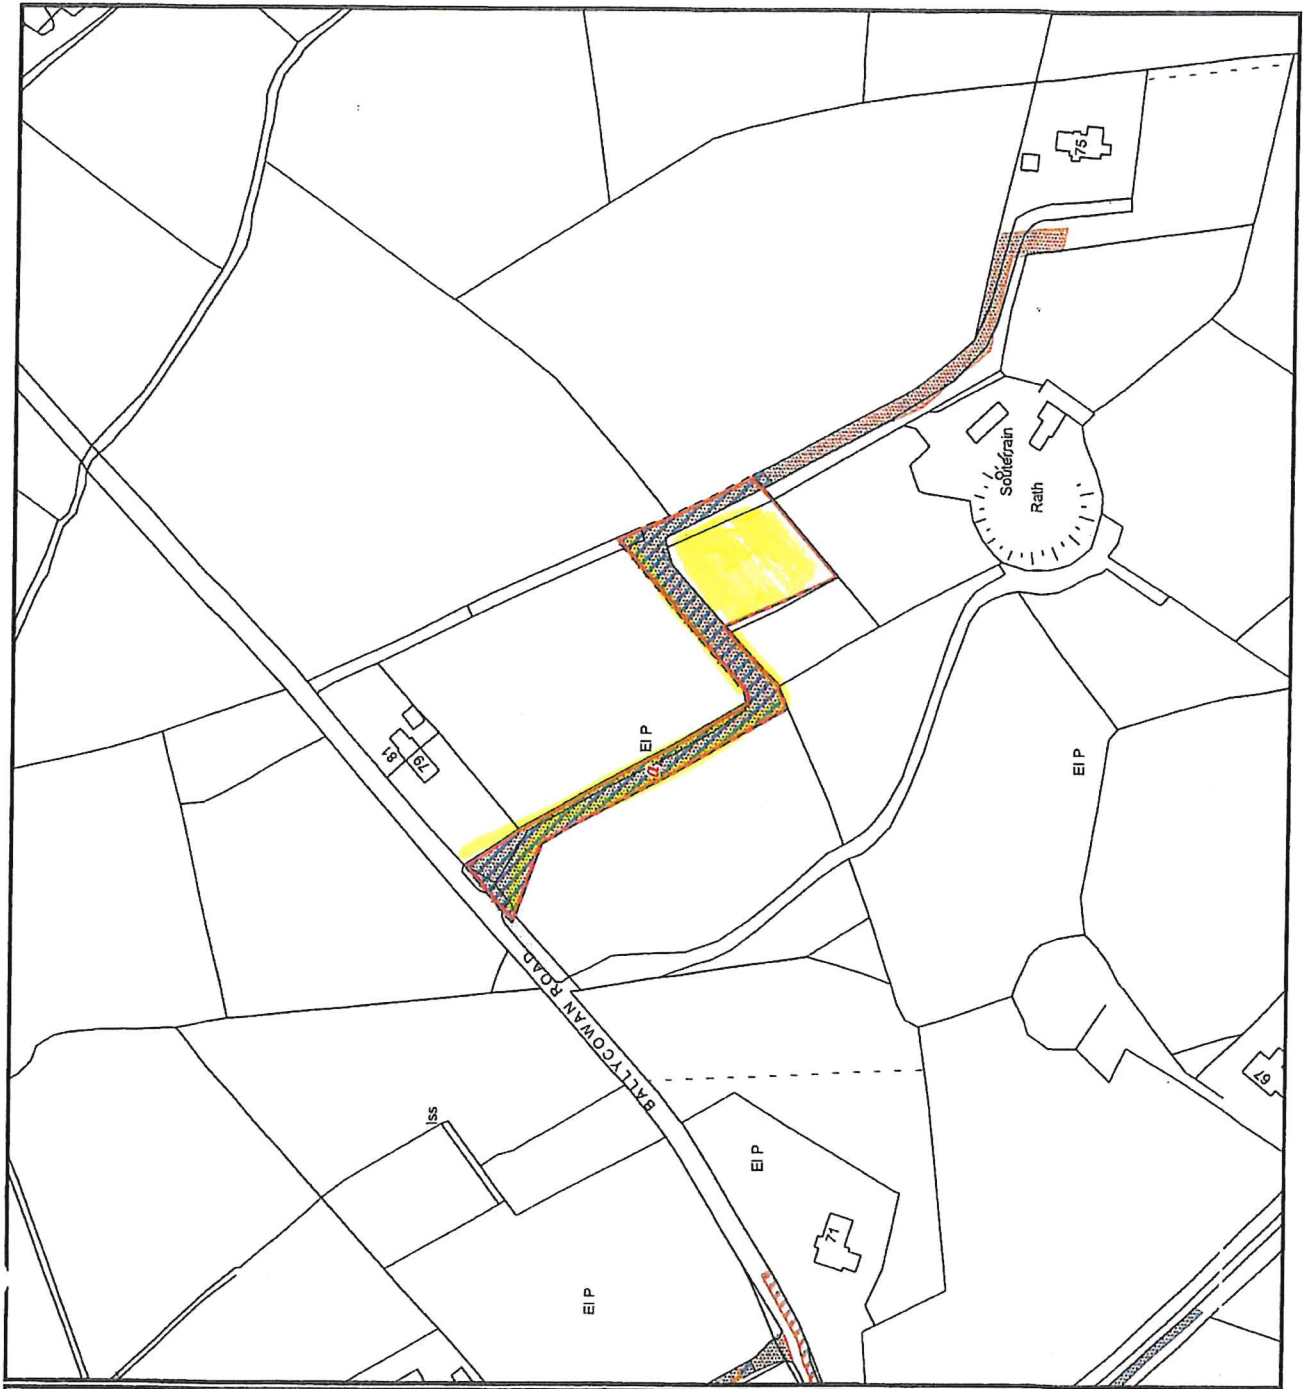 75
Souterrain
Rath
81
79
El P
a
El P
BALLYCOWAN ROAD
Iss
El P
67
71
El P